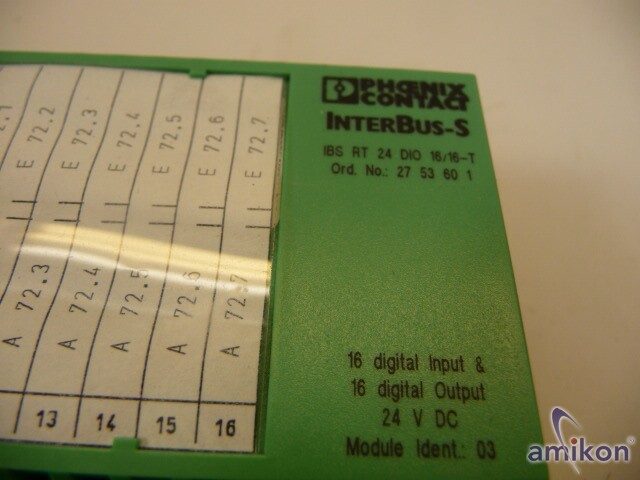 PHŒNIX
CONTACT
INTERBUS-S
IBS RT 24 DIO 16/16-T
Ord. No.: 27 53 60 1
E 72.2
E 72.3
E 72.4
E 72.5
E 72.6
E 72.7
A 72.3
A 72.4
A 72.5
A 72.6
A 72.7
13 14 15 16
16 digital Input &
16 digital Output
24 V DC
Module Ident.: 03
amikon